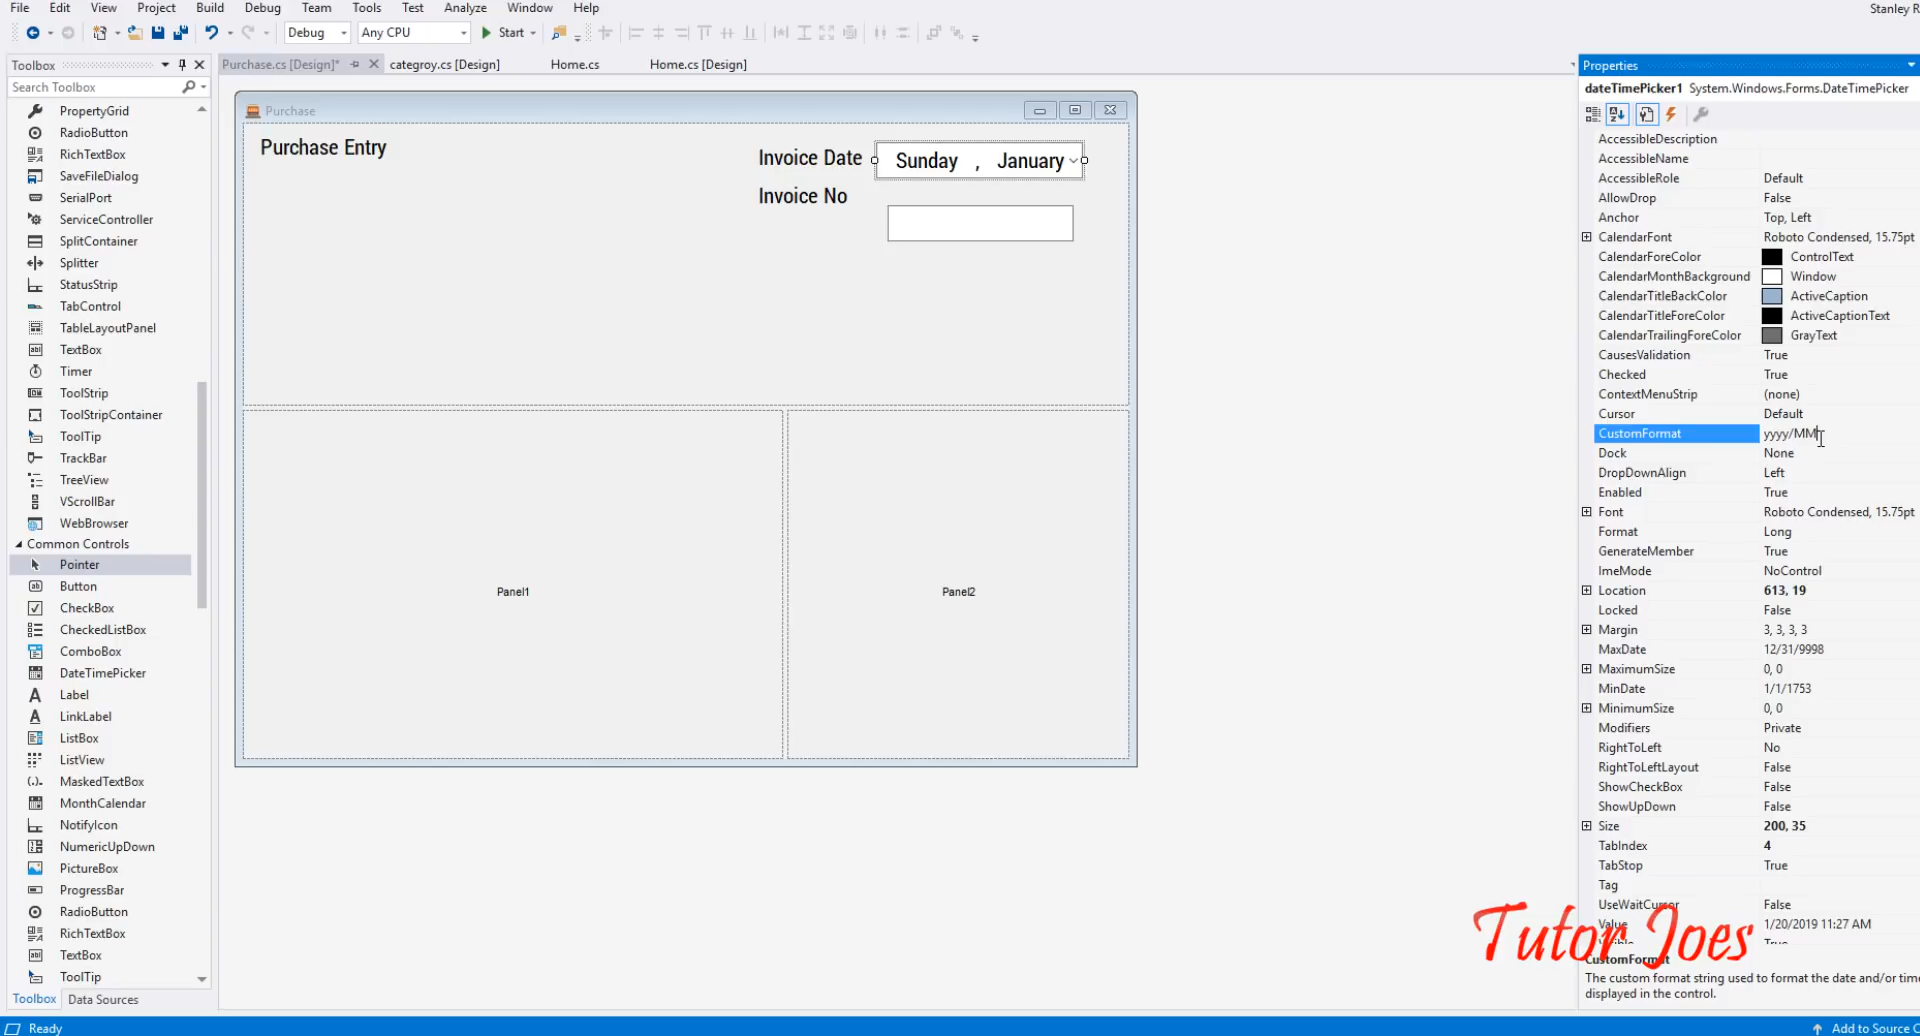 File Edit View Project Build Debug Team Tools Test Analyze Window Help
Stanley R
Debug Any CPU Start
Toolbox
Search Toolbox
PropertyGrid
RadioButton
RichTextBox
SaveFileDialog
SerialPort
ServiceController
SplitContainer
Splitter
StatusStrip
TabControl
TableLayoutPanel
TextBox
Timer
ToolStrip
ToolStripContainer
ToolTip
TrackBar
TreeView
VScrollBar
WebBrowser
Common Controls
Pointer
Button
CheckBox
CheckedListBox
ComboBox
DateTimePicker
Label
LinkLabel
ListBox
ListView
MaskedTextBox
MonthCalendar
NotifyIcon
NumericUpDown
PictureBox
ProgressBar
RadioButton
RichTextBox
TextBox
ToolTip
Toolbox Data Sources
Ready
Purchase.cs [Design]* categroy.cs [Design] Home.cs Home.cs [Design]
Purchase
Purchase Entry
Invoice Date Sunday , January
Invoice No
Panel1
Panel2
Properties
dateTimePicker1 System.Windows.Forms.DateTimePicker
AccessibleDescription
AccessibleName
AccessibleRole Default
AllowDrop False
Anchor Top, Left
CalendarFont Roboto Condensed, 15.75pt
CalendarForeColor ControlText
CalendarMonthBackground Window
CalendarTitleBackColor ActiveCaption
CalendarTitleForeColor ActiveCaptionText
CalendarTrailingForeColor GrayText
CausesValidation True
Checked True
ContextMenuStrip (none)
Cursor Default
CustomFormat yyyy/MM
Dock None
DropDownAlign Left
Enabled True
Font Roboto Condensed, 15.75pt
Format Long
GenerateMember True
ImeMode NoControl
Location 613, 19
Locked False
Margin 3, 3, 3, 3
MaxDate 12/31/9998
MaximumSize 0, 0
MinDate 1/1/1753
MinimumSize 0, 0
Modifiers Private
RightToLeft No
RightToLeftLayout False
ShowCheckBox False
ShowUpDown False
Size 200, 35
TabIndex 4
TabStop True
Tag
UseWaitCursor False
Value 1/20/2019 11:27 AM
Tutor Joes
CustomFormat
The custom format string used to format the date and/or time
displayed in the control.
Add to Source C